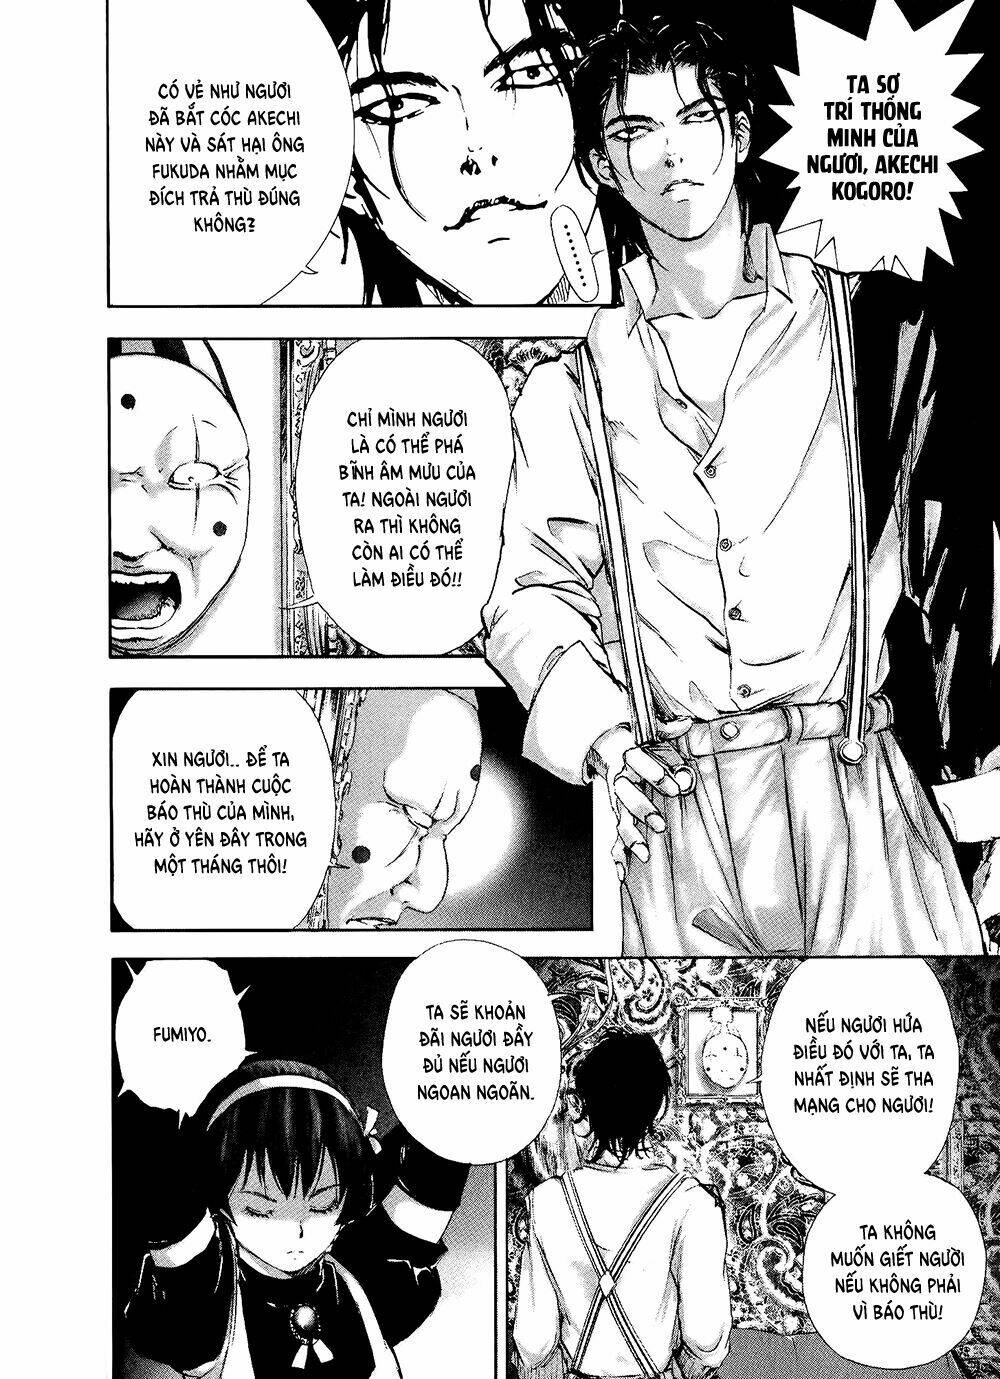 TA SỢ
TRÍ THÔNG
MINH CỦA
NGƯƠI, AKECHI
KOGORO!
CÓ VẺ NHƯ NGƯƠI
ĐÃ BẮT CÓC AKECHI
NÀY VÀ SÁT HẠI ÔNG
FUKUDA NHẰM MỤC
ĐÍCH TRẢ THÙ ĐÚNG
KHÔNG?
........
CHỈ MÌNH NGƯƠI
LÀ CÓ THỂ PHÁ
BĨNH ÂM MƯU CỦA
TA! NGOÀI NGƯƠI
RA THÌ KHÔNG
CÒN AI CÓ THỂ
LÀM ĐIỀU ĐÓ!!
XIN NGƯƠI.. ĐỂ TA
HOÀN THÀNH CUỘC
BÁO THÙ CỦA MÌNH,
HÃY Ở YÊN ĐÂY TRONG
MỘT THÁNG THÔI!
NẾU NGƯƠI HỨA
ĐIỀU ĐÓ VỚI TA, TA
NHẤT ĐỊNH SẼ THA
MẠNG CHO NGƯƠI!
TA KHÔNG
MUỐN GIẾT NGƯỜI
NẾU KHÔNG PHẢI
VÌ BÁO THÙ!
TA SẼ KHOẢN
ĐÃI NGƯƠI ĐẦY
ĐỦ NẾU NGƯƠI
NGOAN NGOÃN.
FUMIYO.